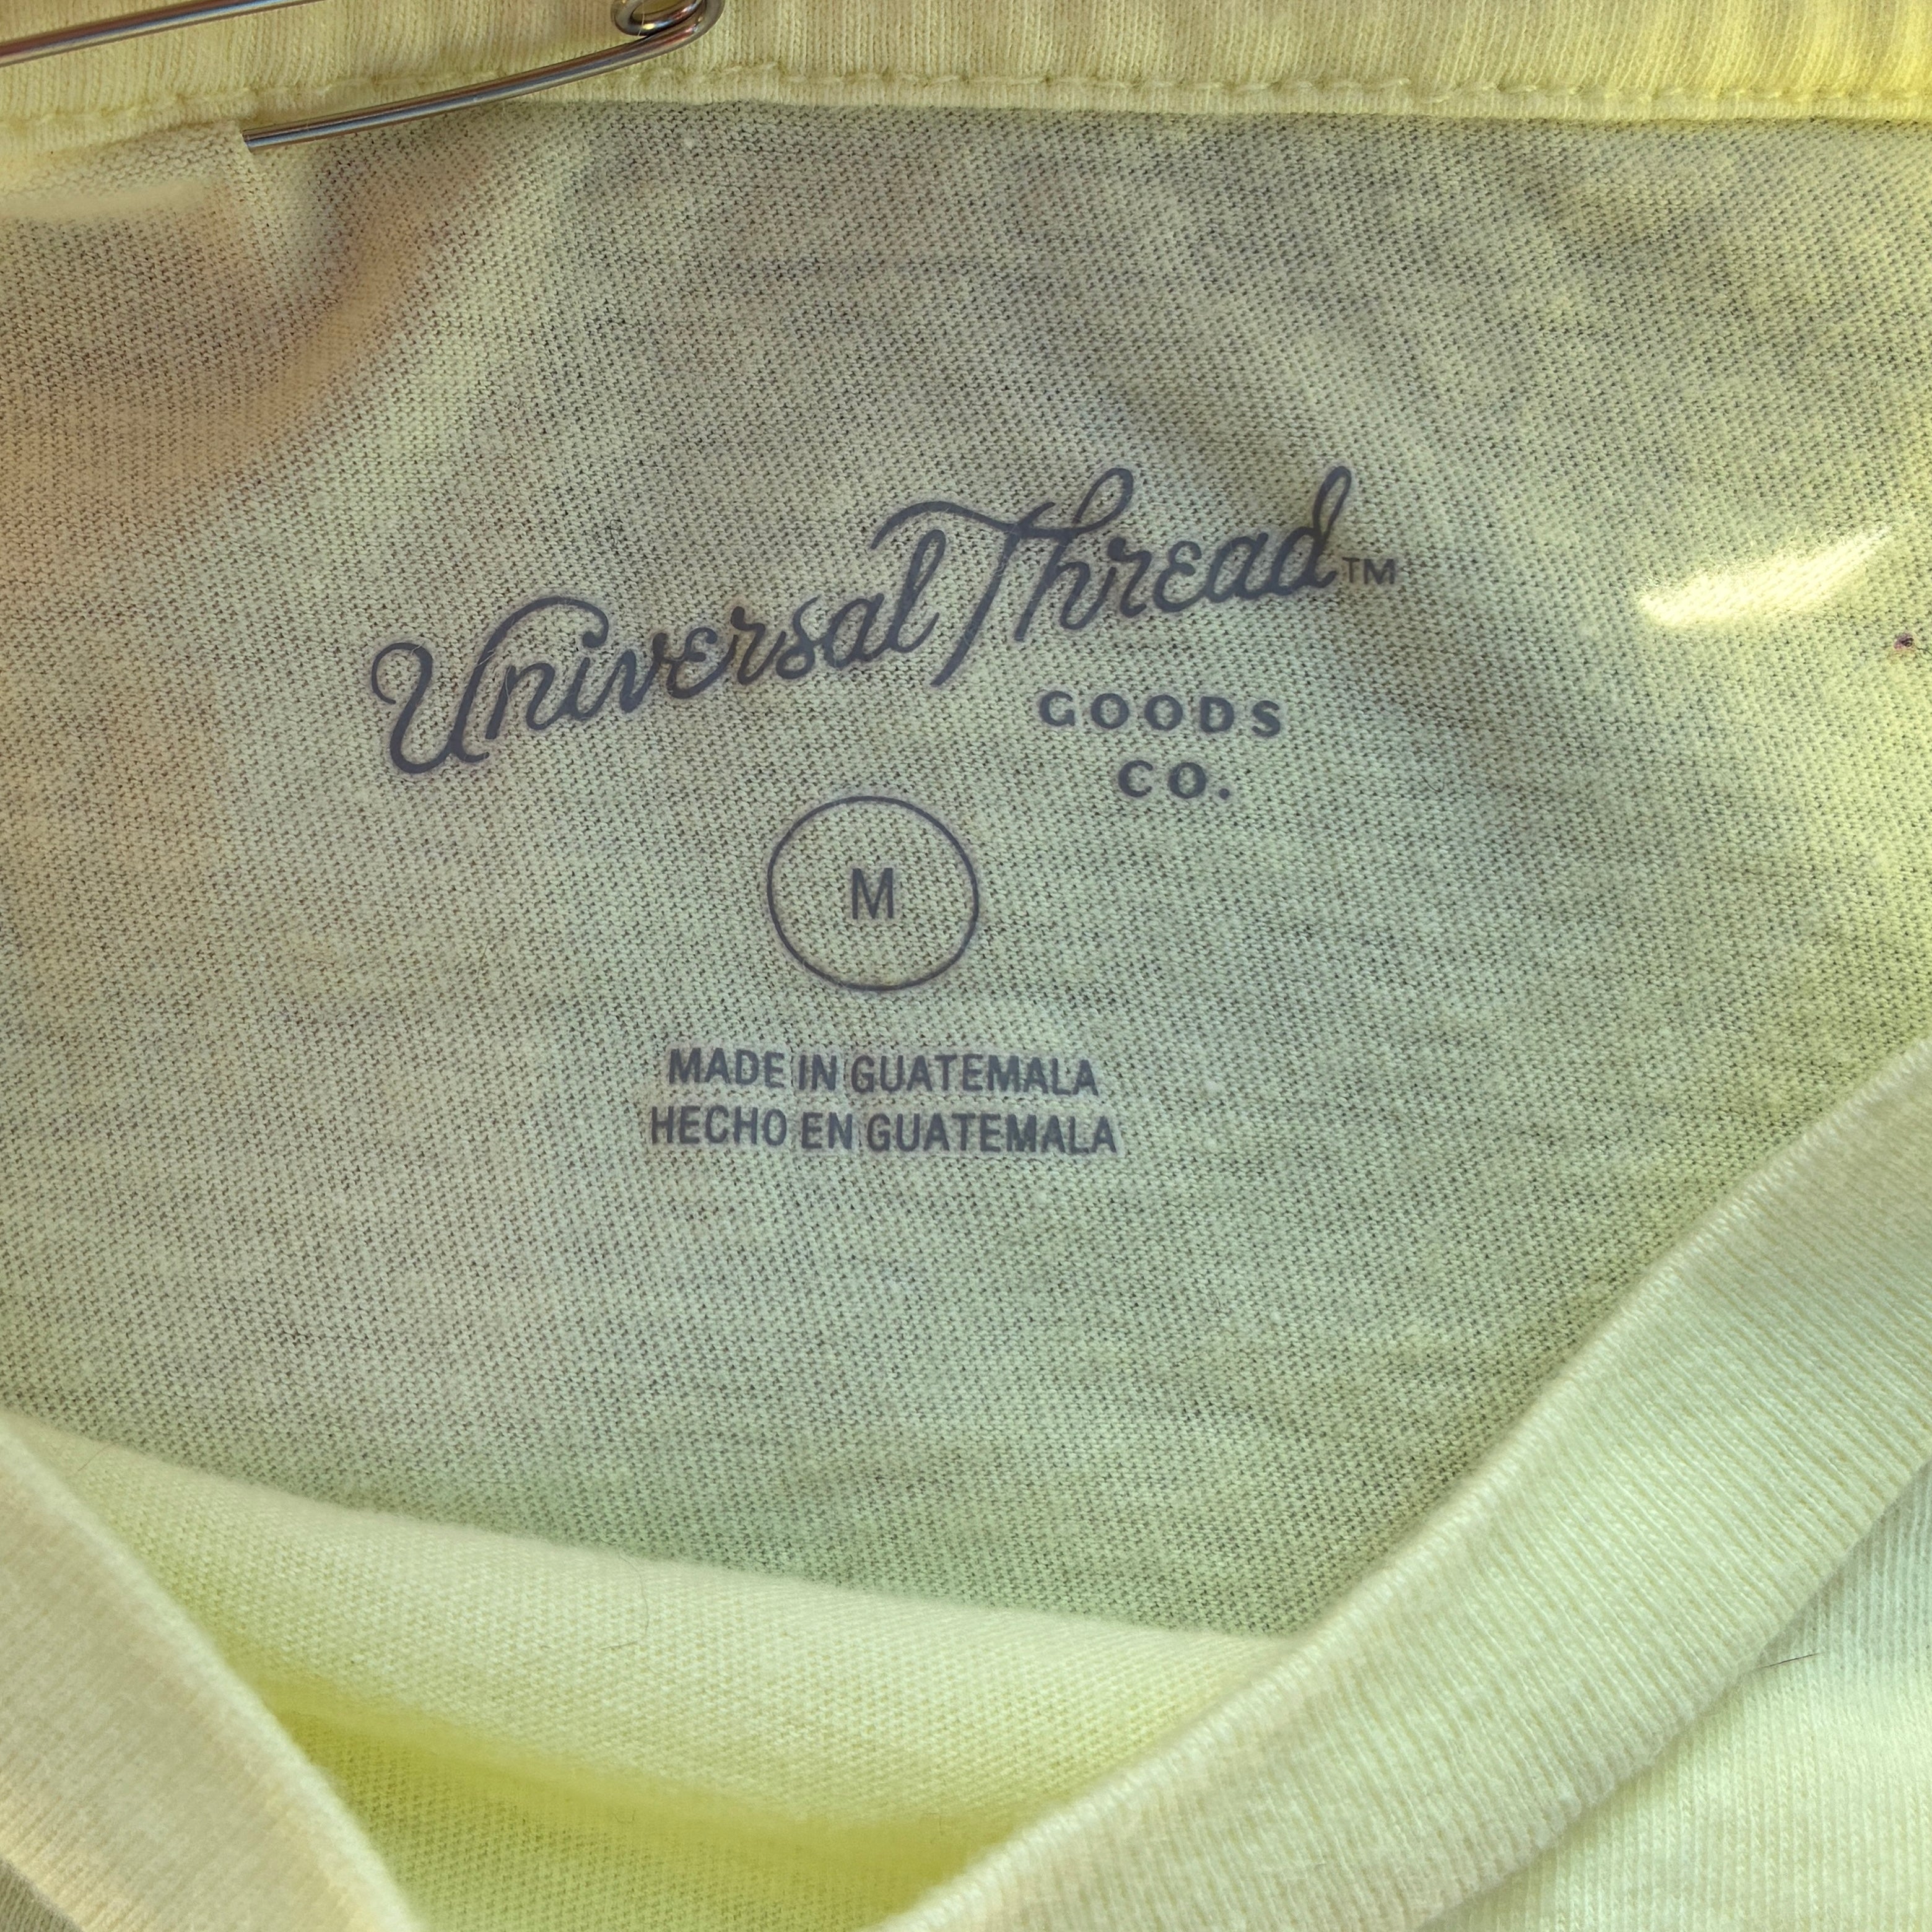 Universal Thread™
GOODS
CO.
M
MADE IN GUATEMALA
HECHO EN GUATEMALA